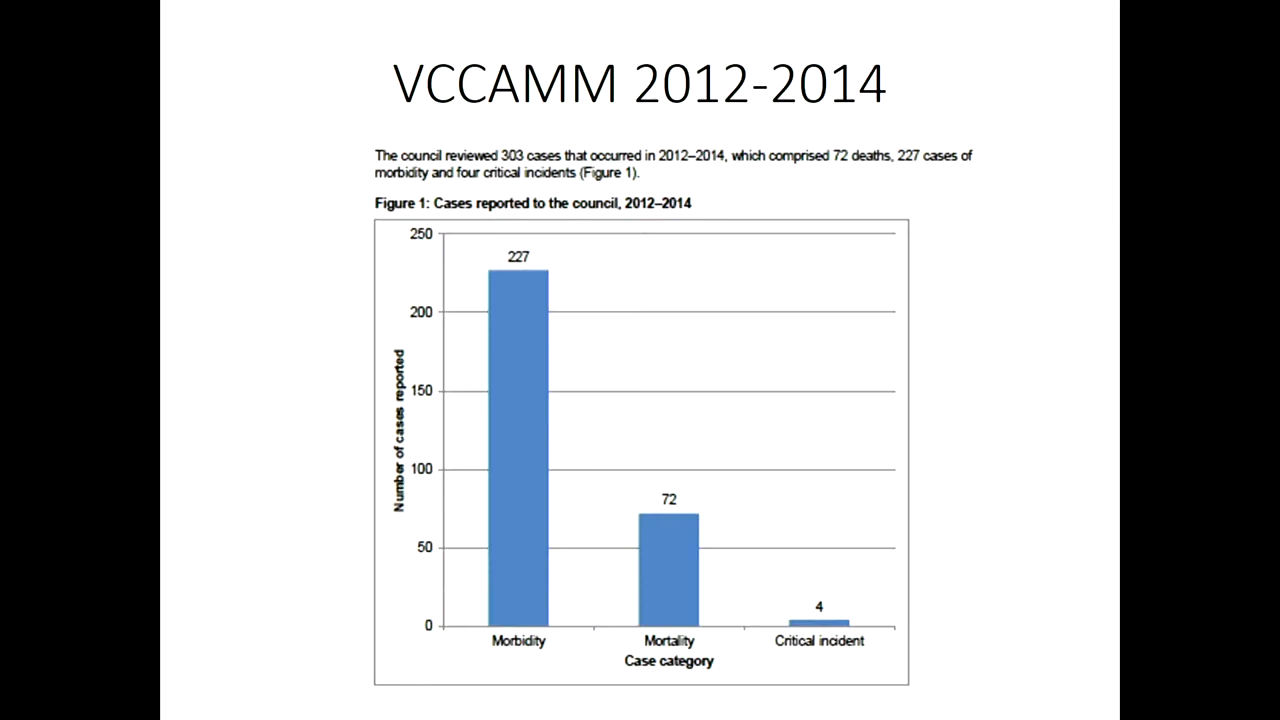 VCCAMM 2012-2014
The council reviewed 303 cases that occurred in 2012–2014, which comprised 72 deaths, 227 cases of
morbidity and four critical incidents (Figure 1).
Figure 1: Cases reported to the council, 2012–2014
250
200
150
100
50
0
Number of cases reported
227
72
4
Morbidity
Mortality
Critical incident
Case category